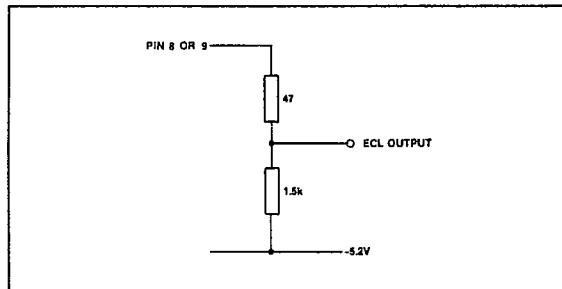 PIN 8 OR 9
47
ECL OUTPUT
1.5k
-5.2V